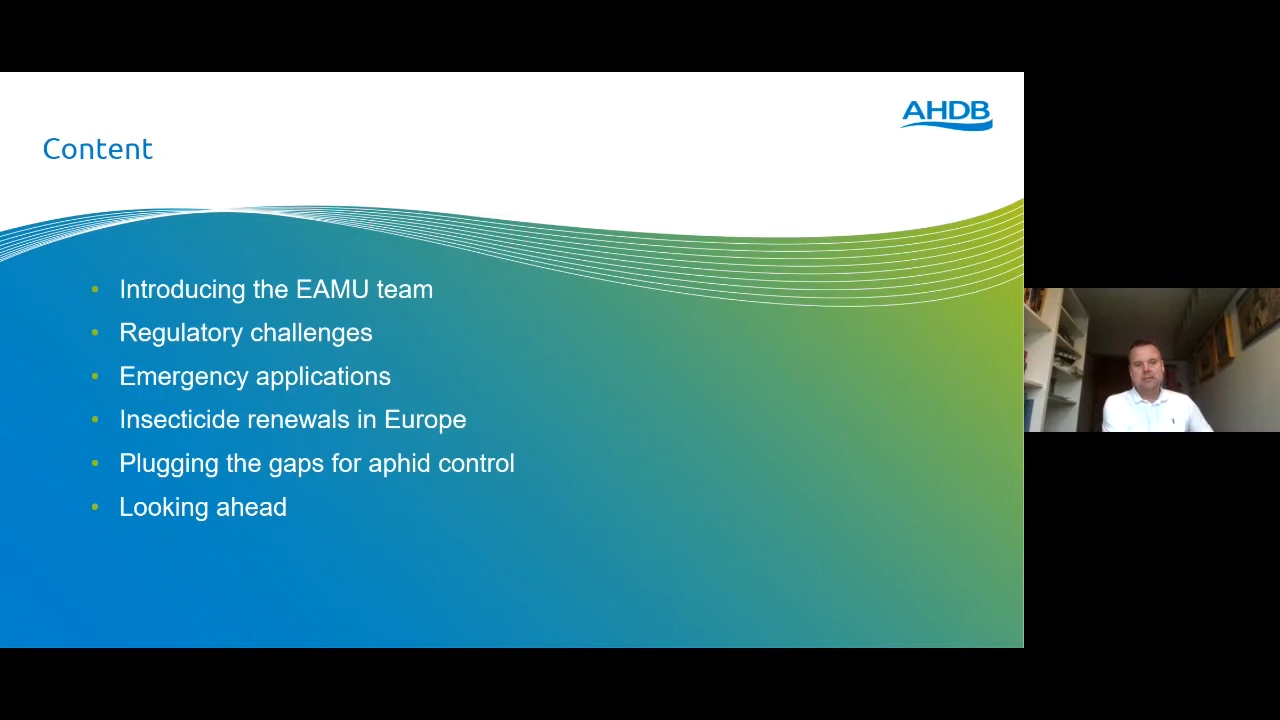 AHDB
Content
Introducing the EAMU team
Regulatory challenges
Emergency applications
Insecticide renewals in Europe
Plugging the gaps for aphid control
Looking ahead